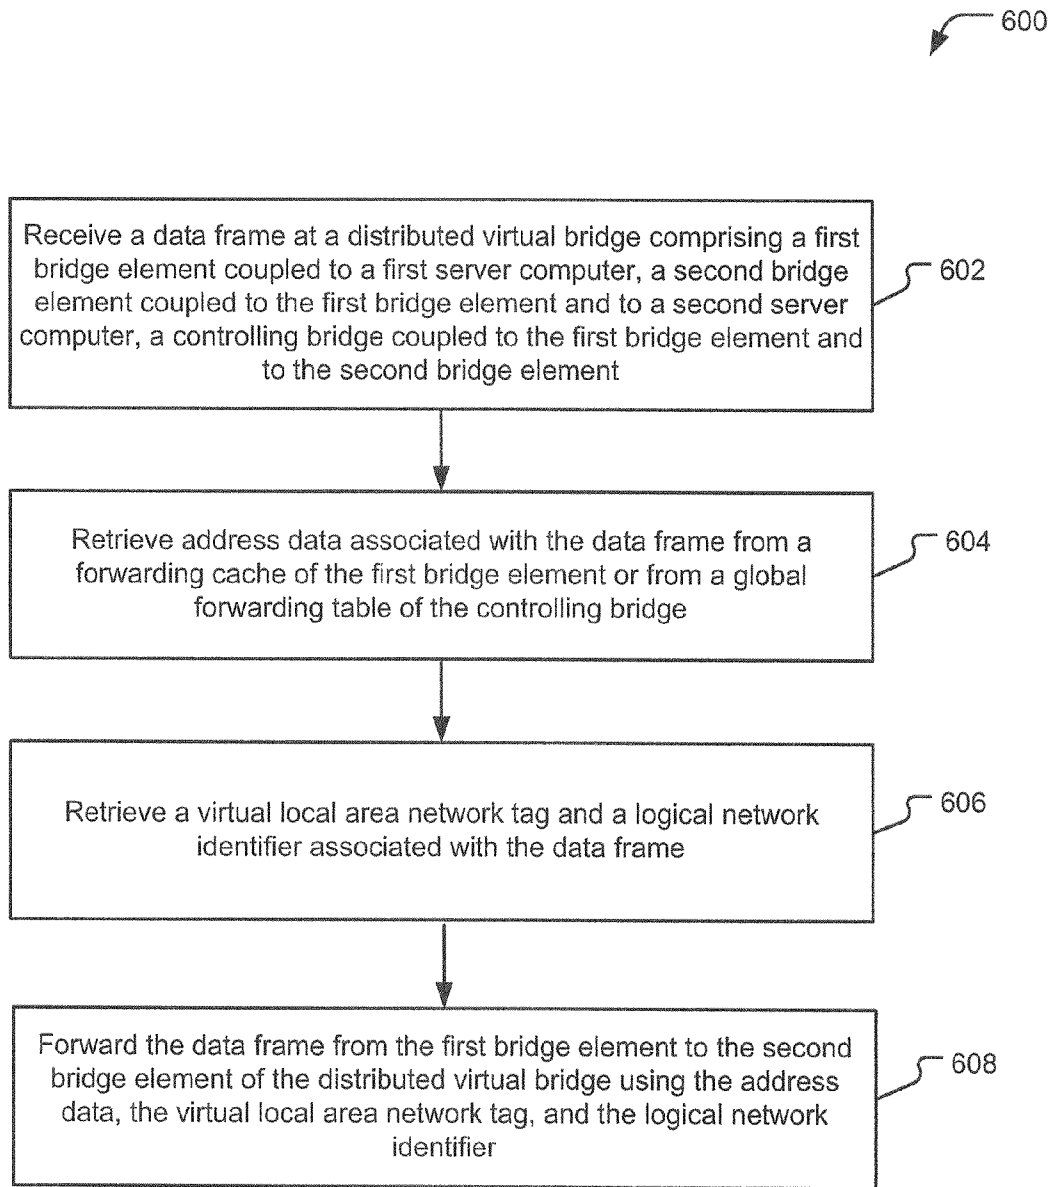 600
Receive a data frame at a distributed virtual bridge comprising a first
bridge element coupled to a first server computer, a second bridge
element coupled to the first bridge element and to a second server
computer, a controlling bridge coupled to the first bridge element and
to the second bridge element
602
Retrieve address data associated with the data frame from a
forwarding cache of the first bridge element or from a global
forwarding table of the controlling bridge
604
Retrieve a virtual local area network tag and a logical network
identifier associated with the data frame
606
Forward the data frame from the first bridge element to the second
bridge element of the distributed virtual bridge using the address
data, the virtual local area network tag, and the logical network
identifier
608